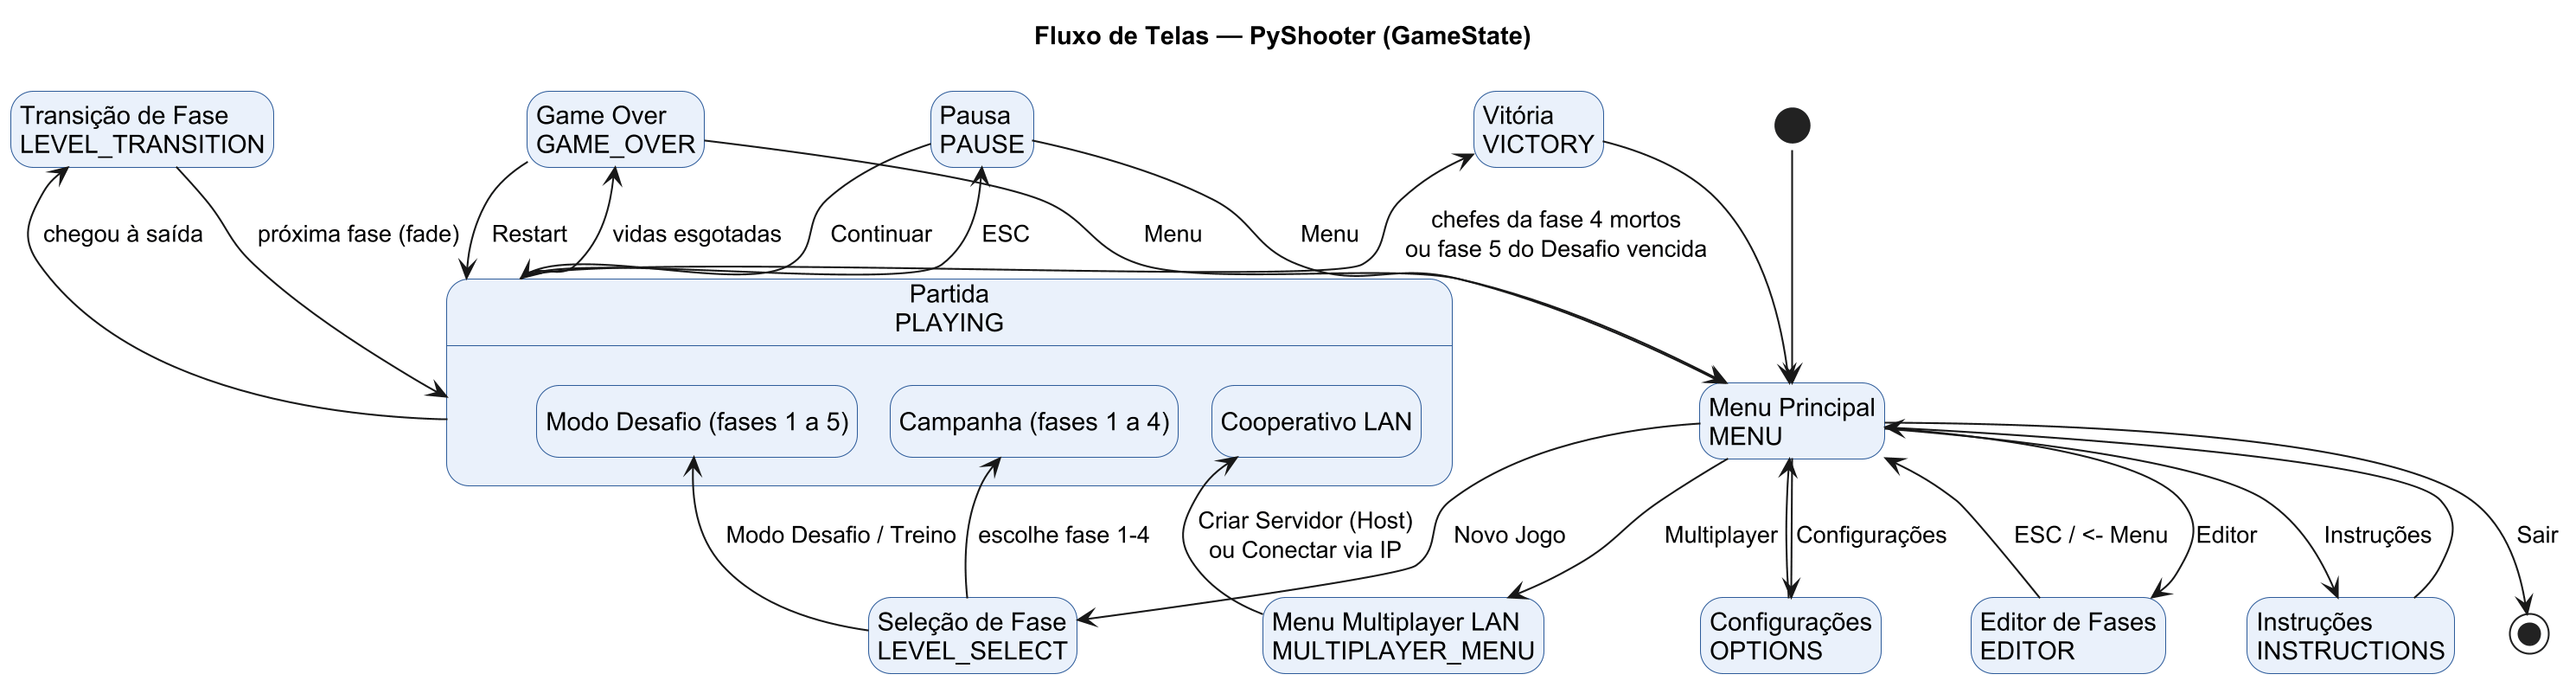 Fluxo de Telas — PyShooter (GameState)
Transição de Fase
LEVEL_TRANSITION
Game Over
GAME_OVER
Pausa
PAUSE
Vitória
VICTORY
chegou à saída
próxima fase (fade)
Restart
vidas esgotadas
Continuar
ESC
Menu
Menu
chefes da fase 4 mortos
ou fase 5 do Desafio vencida
Partida
PLAYING
Modo Desafio (fases 1 a 5)
Campanha (fases 1 a 4)
Cooperativo LAN
Menu Principal
MENU
Modo Desafio / Treino
escolhe fase 1-4
Criar Servidor (Host)
ou Conectar via IP
Novo Jogo
Multiplayer
Configurações
ESC / <- Menu
Editor
Instruções
Sair
Seleção de Fase
LEVEL_SELECT
Menu Multiplayer LAN
MULTIPLAYER_MENU
Configurações
OPTIONS
Editor de Fases
EDITOR
Instruções
INSTRUCTIONS